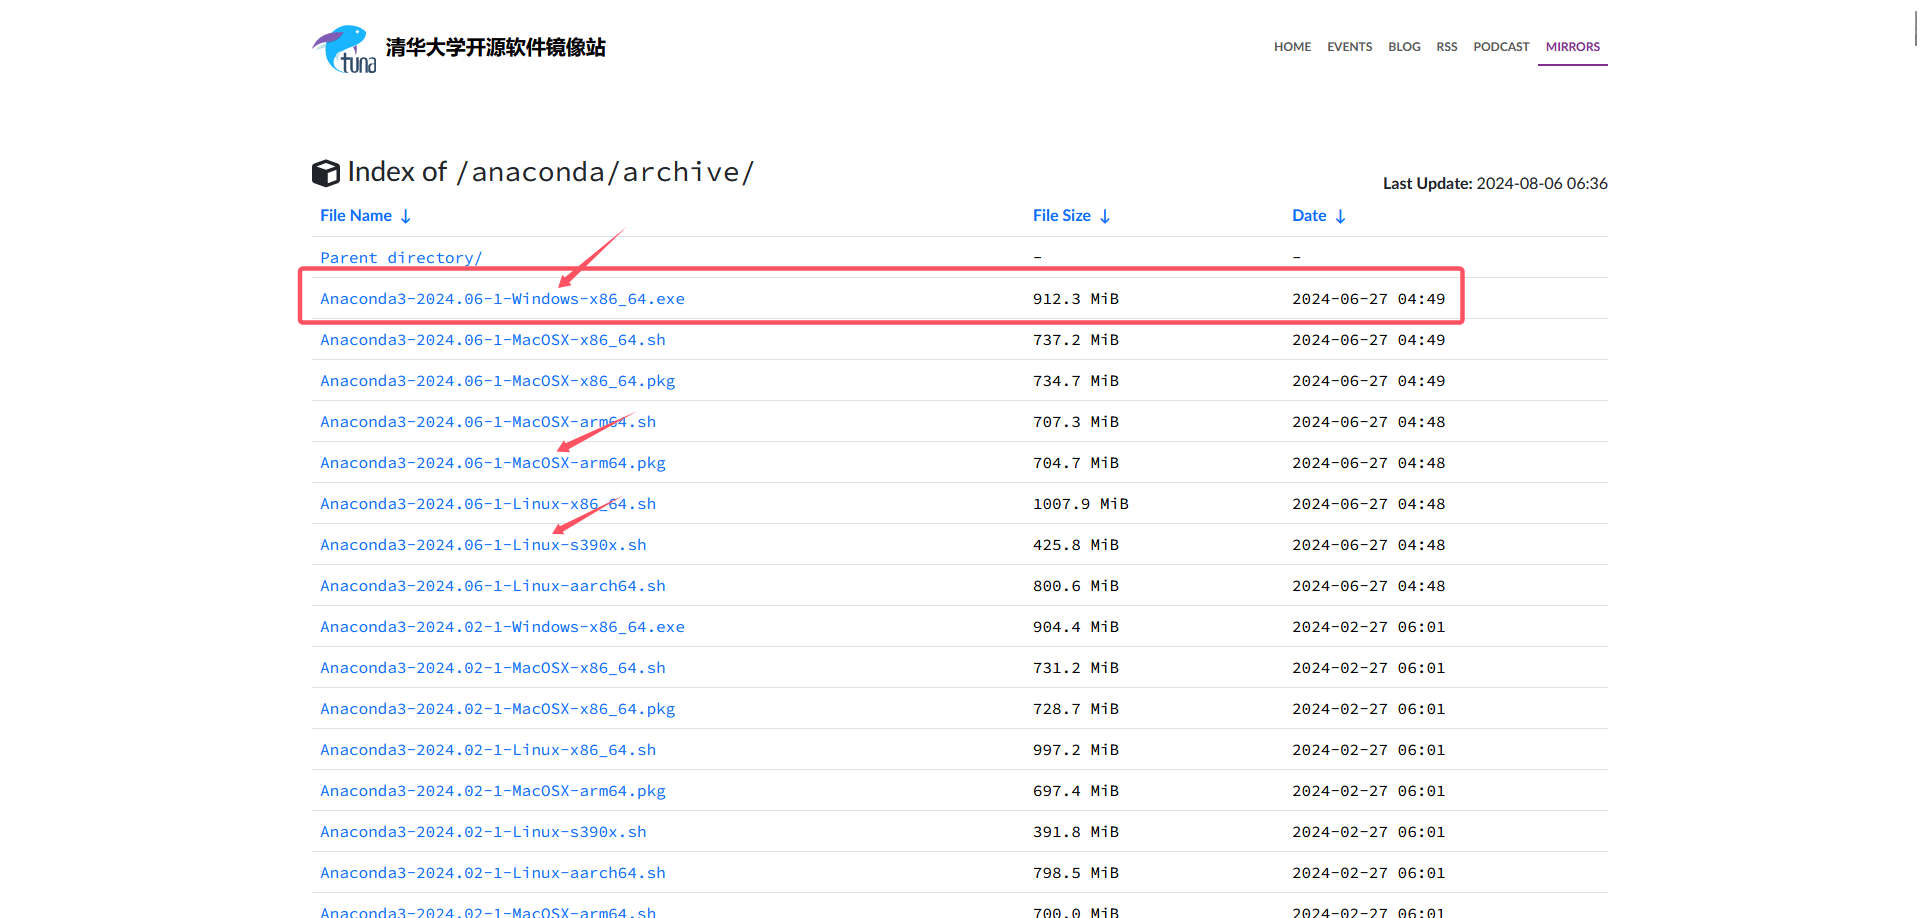 tuna 清华大学开源软件镜像站 HOME EVENTS BLOG RSS PODCAST MIRRORS
Index of /anaconda/archive/ Last Update: 2024-08-06 06:36
File Name ↓ File Size ↓ Date ↓
Parent directory/ - -
Anaconda3-2024.06-1-Windows-x86_64.exe 912.3 MiB 2024-06-27 04:49
Anaconda3-2024.06-1-MacOSX-x86_64.sh 737.2 MiB 2024-06-27 04:49
Anaconda3-2024.06-1-MacOSX-x86_64.pkg 734.7 MiB 2024-06-27 04:49
Anaconda3-2024.06-1-MacOSX-arm64.sh 707.3 MiB 2024-06-27 04:48
Anaconda3-2024.06-1-MacOSX-arm64.pkg 704.7 MiB 2024-06-27 04:48
Anaconda3-2024.06-1-Linux-x86_64.sh 1007.9 MiB 2024-06-27 04:48
Anaconda3-2024.06-1-Linux-s390x.sh 425.8 MiB 2024-06-27 04:48
Anaconda3-2024.06-1-Linux-aarch64.sh 800.6 MiB 2024-06-27 04:48
Anaconda3-2024.02-1-Windows-x86_64.exe 904.4 MiB 2024-02-27 06:01
Anaconda3-2024.02-1-MacOSX-x86_64.sh 731.2 MiB 2024-02-27 06:01
Anaconda3-2024.02-1-MacOSX-x86_64.pkg 728.7 MiB 2024-02-27 06:01
Anaconda3-2024.02-1-Linux-x86_64.sh 997.2 MiB 2024-02-27 06:01
Anaconda3-2024.02-1-MacOSX-arm64.pkg 697.4 MiB 2024-02-27 06:01
Anaconda3-2024.02-1-Linux-s390x.sh 391.8 MiB 2024-02-27 06:01
Anaconda3-2024.02-1-Linux-aarch64.sh 798.5 MiB 2024-02-27 06:01
Anaconda3-2024.02-1-MacOSX-arm64.sh 700.0 MiB 2024-02-27 06:01